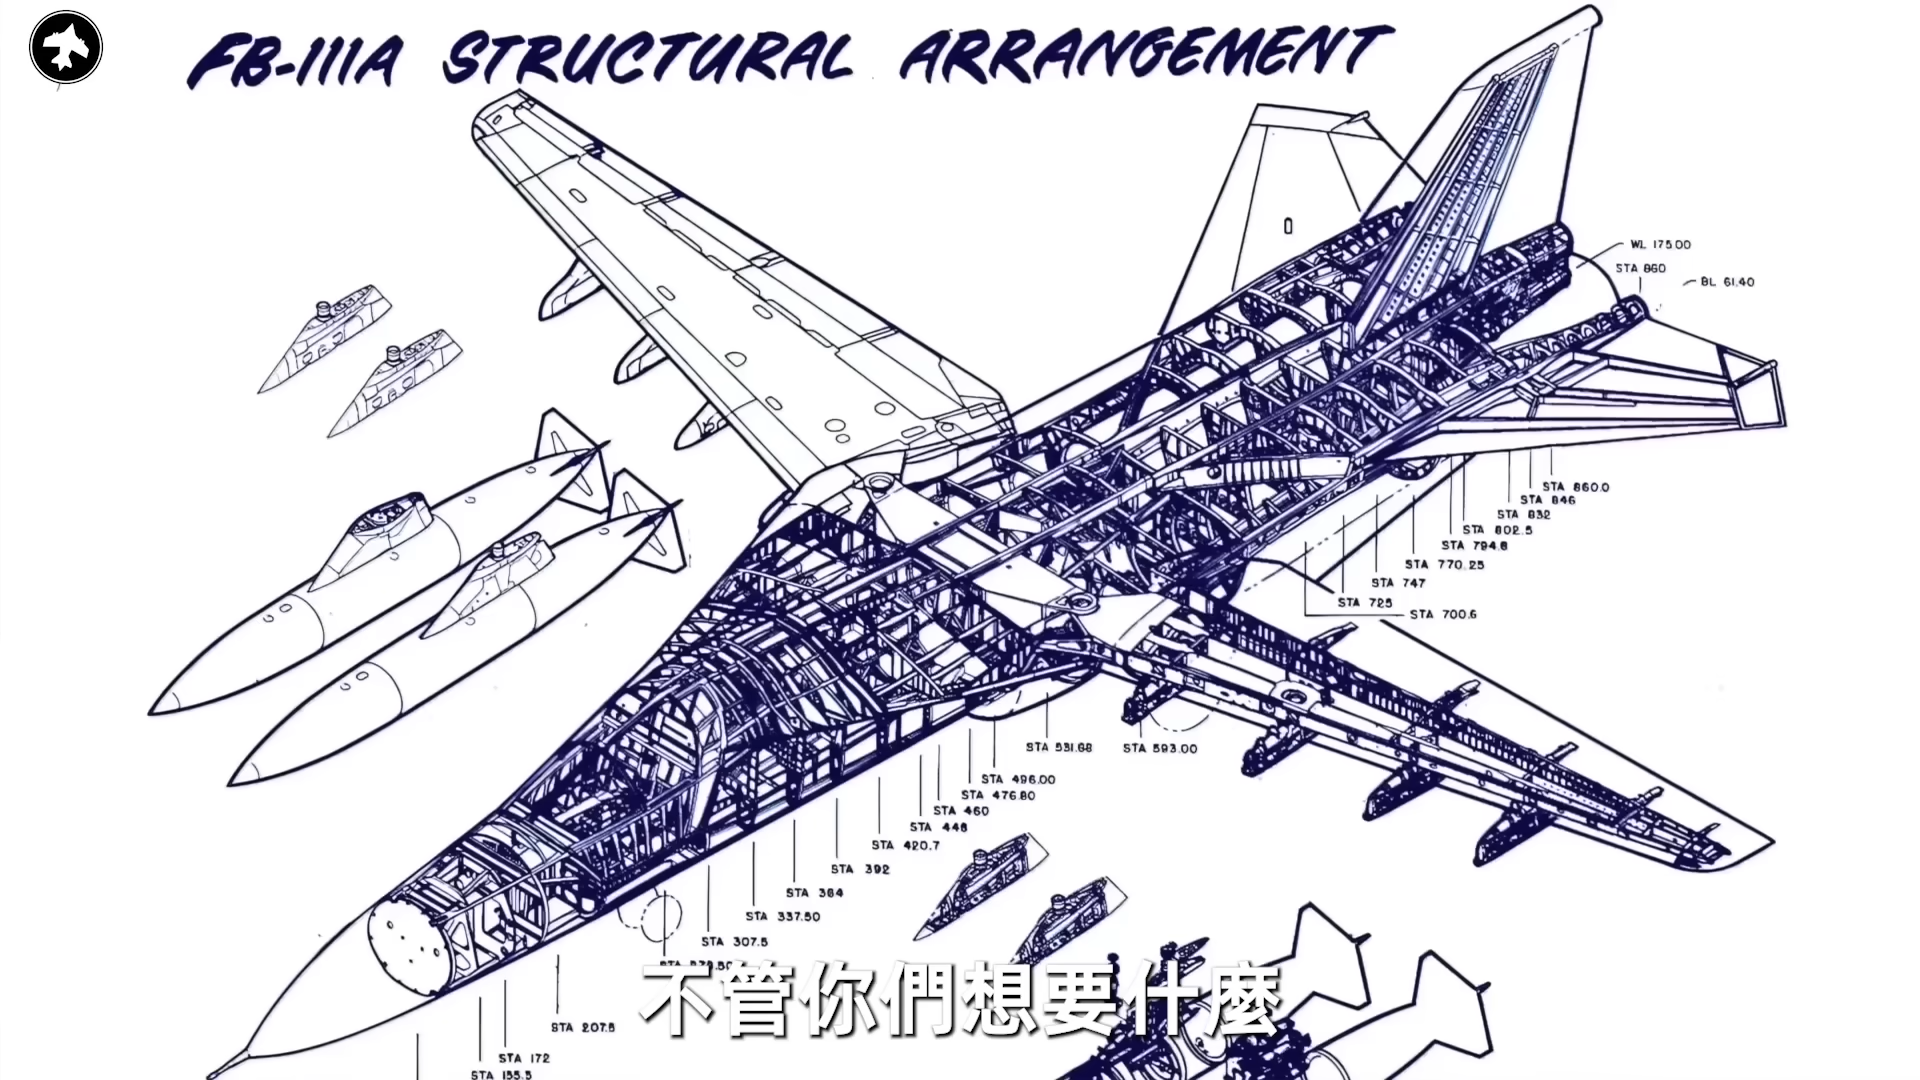 FB-111A STRUCTURAL ARRANGEMENT
WL 175.00
STA 860
BL 61.40
STA 860.0
STA 846
STA 832
STA 802.5
STA 794.8
STA 770.25
STA 747
STA 725
STA 700.6
STA 593.00
STA 531.68
STA 496.00
STA 476.80
STA 460
STA 448
STA 420.7
STA 392
STA 364
STA 337.50
STA 307.5
STA
STA 207.5
STA 172
STA 155.5
不管你們想要什麼